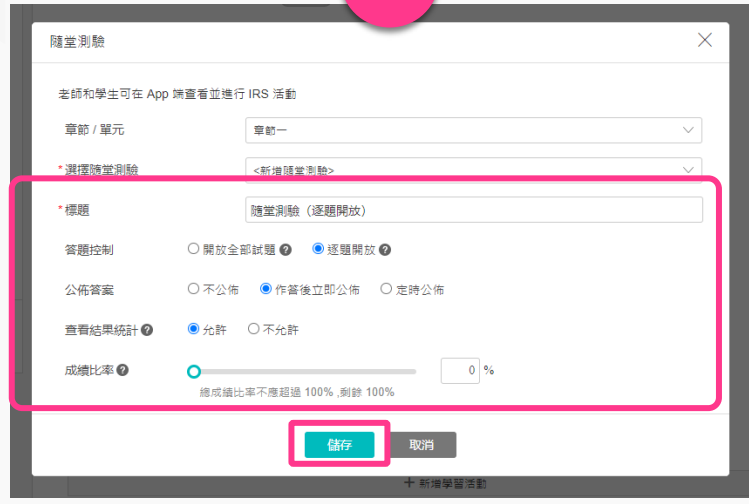 隨堂測驗
老師和學生可在 App 端查看並進行 IRS 活動
章節 / 單元 章節一
*選擇隨堂測驗 <新增隨堂測驗>
*標題 隨堂測驗（逐題開放）
答題控制 開放全部試題 ? 逐題開放 ?
公佈答案 不公佈 作答後立即公佈 定時公佈
查看結果統計 ? 允許 不允許
成績比率 ? 0 %
總成績比率不應超過 100% ,剩餘 100%
儲存 取消
+ 新增學習活動